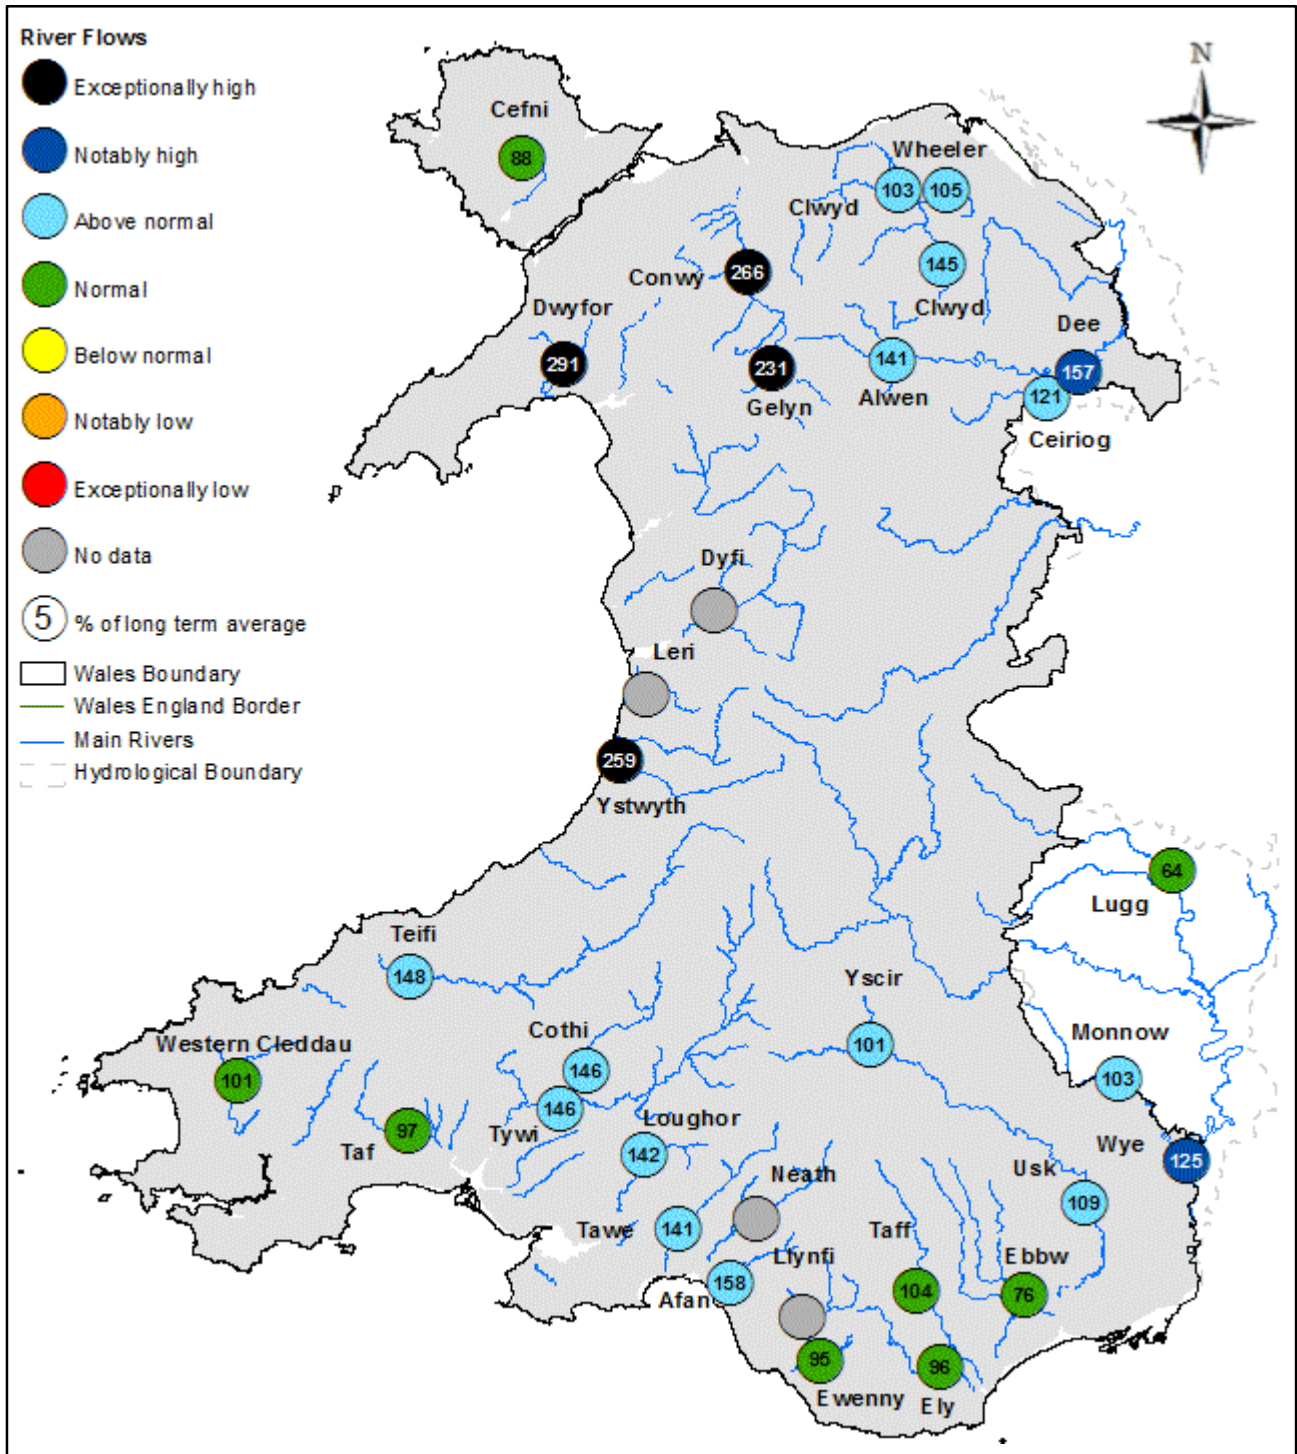 River Flows
Exceptionally high
Notably high
Above normal
Normal
Below normal
Notably low
Exceptionally low
No data
5 % of long term average
Wales Boundary
Wales England Border
Main Rivers
Hydrological Boundary
N
Cefni
88
Wheeler
103
105
Clwyd
145
Clwyd
Conwy
266
Dwyfor
291
231
Gelyn
141
Alwen
Dee
157
121
Ceiriog
Dyfi
Leri
259
Ystwyth
64
Lugg
Teifi
148
Yscir
101
Monnow
103
Western Cleddau
101
Cothi
146
146
Tywi
Taf
97
Loughor
142
Wye
125
Usk
109
Neath
Tawe
141
Llynfi
Taff
104
Ebbw
76
Afan
158
95
Ewenny
96
Ely